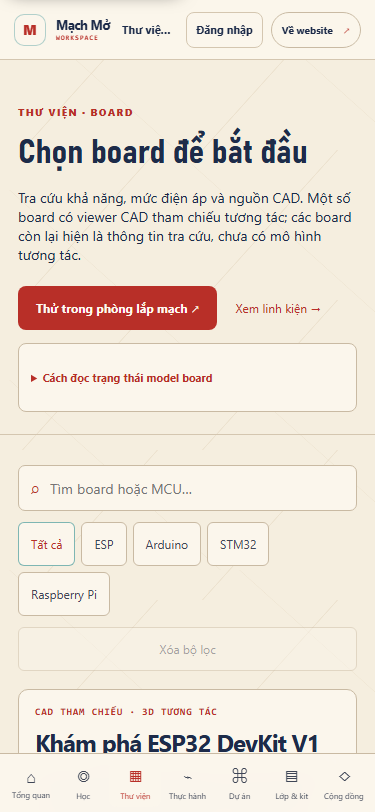 M
Mạch Mở
WORKSPACE
Thư việ...
Đăng nhập
Về website ↗
THƯ VIỆN · BOARD
Chọn board để bắt đầu
Tra cứu khả năng, mức điện áp và nguồn CAD. Một số
board có viewer CAD tham chiếu tương tác; các board
còn lại hiện là thông tin tra cứu, chưa có mô hình
tương tác.
Thử trong phòng lắp mạch ↗
Xem linh kiện →
▶ Cách đọc trạng thái model board
Tìm board hoặc MCU...
Tất cả
ESP
Arduino
STM32
Raspberry Pi
Xóa bộ lọc
CAD THAM CHIẾU · 3D TƯƠNG TÁC
Khám phá ESP32 DevKit V1
Tổng quan
Học
Thư viện
Thực hành
Dự án
Lớp & kit
Cộng đồng